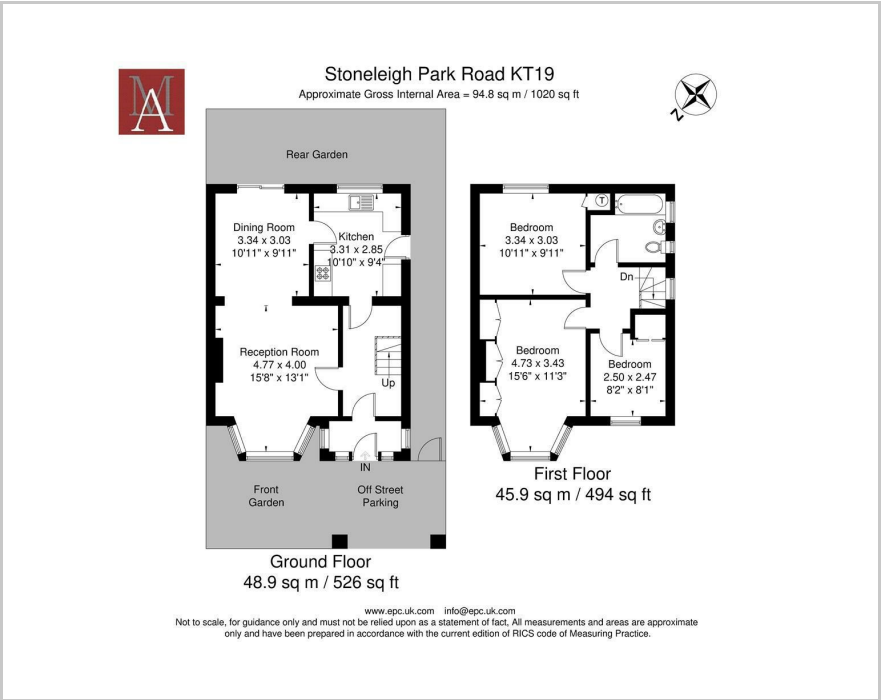 MA
Stoneleigh Park Road KT19
Approximate Gross Internal Area = 94.8 sq m / 1020 sq ft
Z
Rear Garden
Dining Room
3.34 x 3.03
10'11" x 9'11"
Kitchen
3.31 x 2.85
10'10" x 9'4"
Reception Room
4.77 x 4.00
15'8" x 13'1"
Up
IN
Front
Garden
Off Street
Parking
Ground Floor
48.9 sq m / 526 sq ft
Bedroom
3.34 x 3.03
10'11" x 9'11"
T
Dn
Bedroom
4.73 x 3.43
15'6" x 11'3"
Bedroom
2.50 x 2.47
8'2" x 8'1"
First Floor
45.9 sq m / 494 sq ft
www.epc.uk.com info@epc.uk.com
Not to scale, for guidance only and must not be relied upon as a statement of fact, All measurements and areas are approximate
only and have been prepared in accordance with the current edition of RICS code of Measuring Practice.